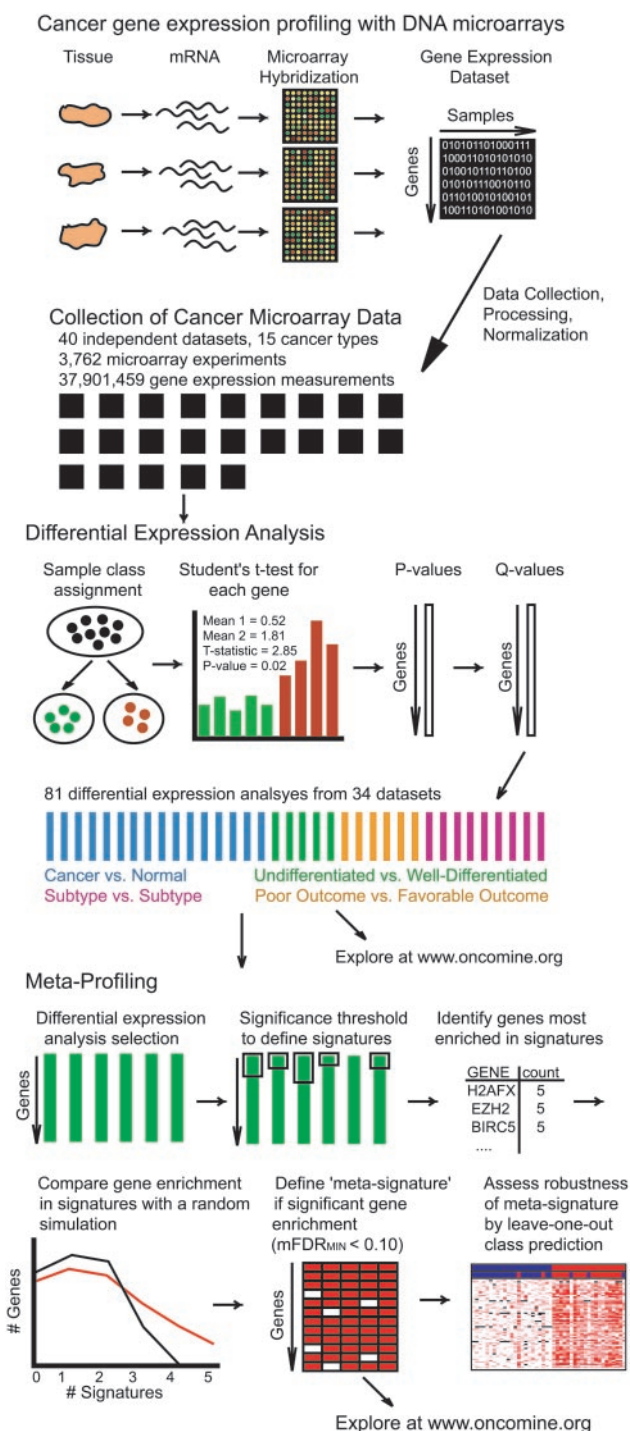 Cancer gene expression profiling with DNA microarrays
Tissue
mRNA
Microarray
Hybridization
Gene Expression
Dataset
Samples
Genes
010101101000111
100011010101010
010010110110100
010101110010110
011010010100101
100110101001010
Data Collection,
Processing,
Normalization
Collection of Cancer Microarray Data
40 independent datasets, 15 cancer types
3,762 microarray experiments
37,901,459 gene expression measurements
Differential Expression Analysis
Sample class
assignment
Student's t-test for
each gene
P-values
Q-values
Mean 1 = 0.52
Mean 2 = 1.81
T-statistic = 2.85
P-value = 0.02
Genes
Genes
81 differential expression analsyes from 34 datasets
Cancer vs. Normal
Undifferentiated vs. Well-Differentiated
Subtype vs. Subtype
Poor Outcome vs. Favorable Outcome
Explore at www.oncomine.org
Meta-Profiling
Differential expression
analysis selection
Significance threshold
to define signatures
Identify genes most
enriched in signatures
Genes
Genes
GENE count
H2AFX 5
EZH2 5
BIRC5 5
....
Compare gene enrichment
in signatures with a random
simulation
Define 'meta-signature'
if significant gene
enrichment
(mFDRMIN < 0.10)
Assess robustness
of meta-signature
by leave-one-out
class prediction
# Genes
0 1 2 3 4 5
# Signatures
Genes
Explore at www.oncomine.org